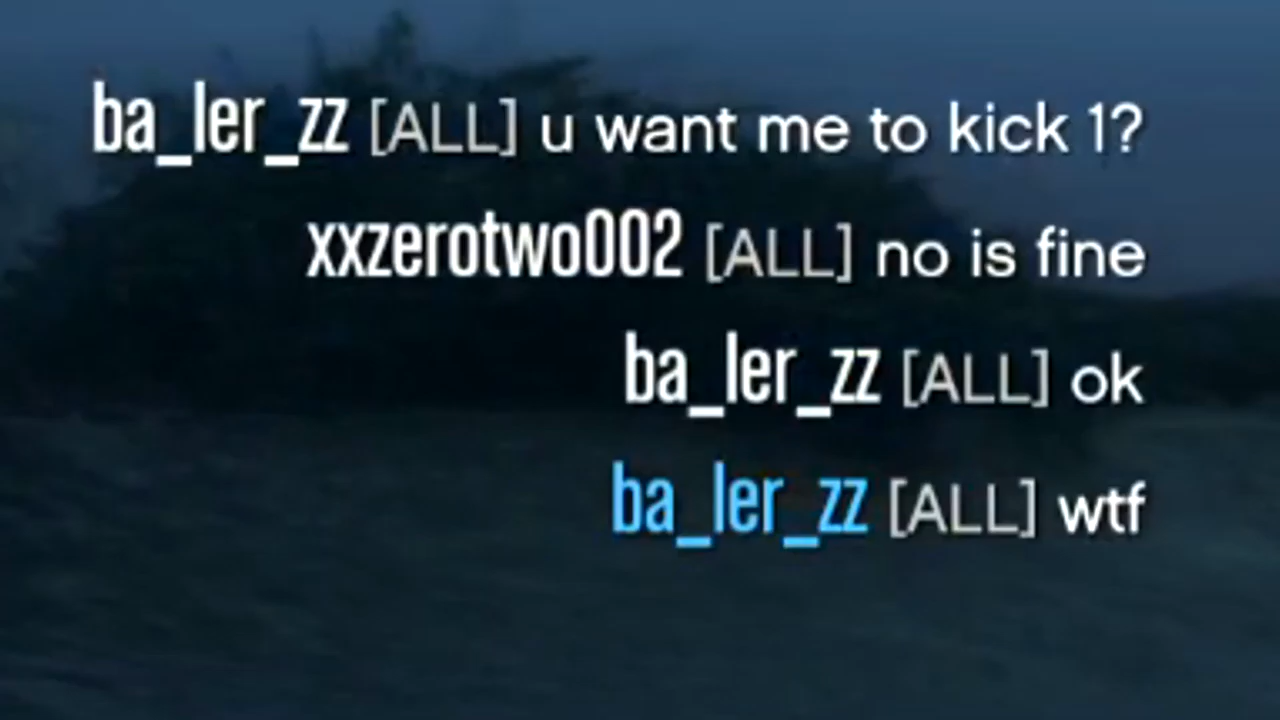 ba_ler_zz [ALL] u want me to kick 1?
xxzerotwo002 [ALL] no is fine
ba_ler_zz [ALL] ok
ba_ler_zz [ALL] wtf